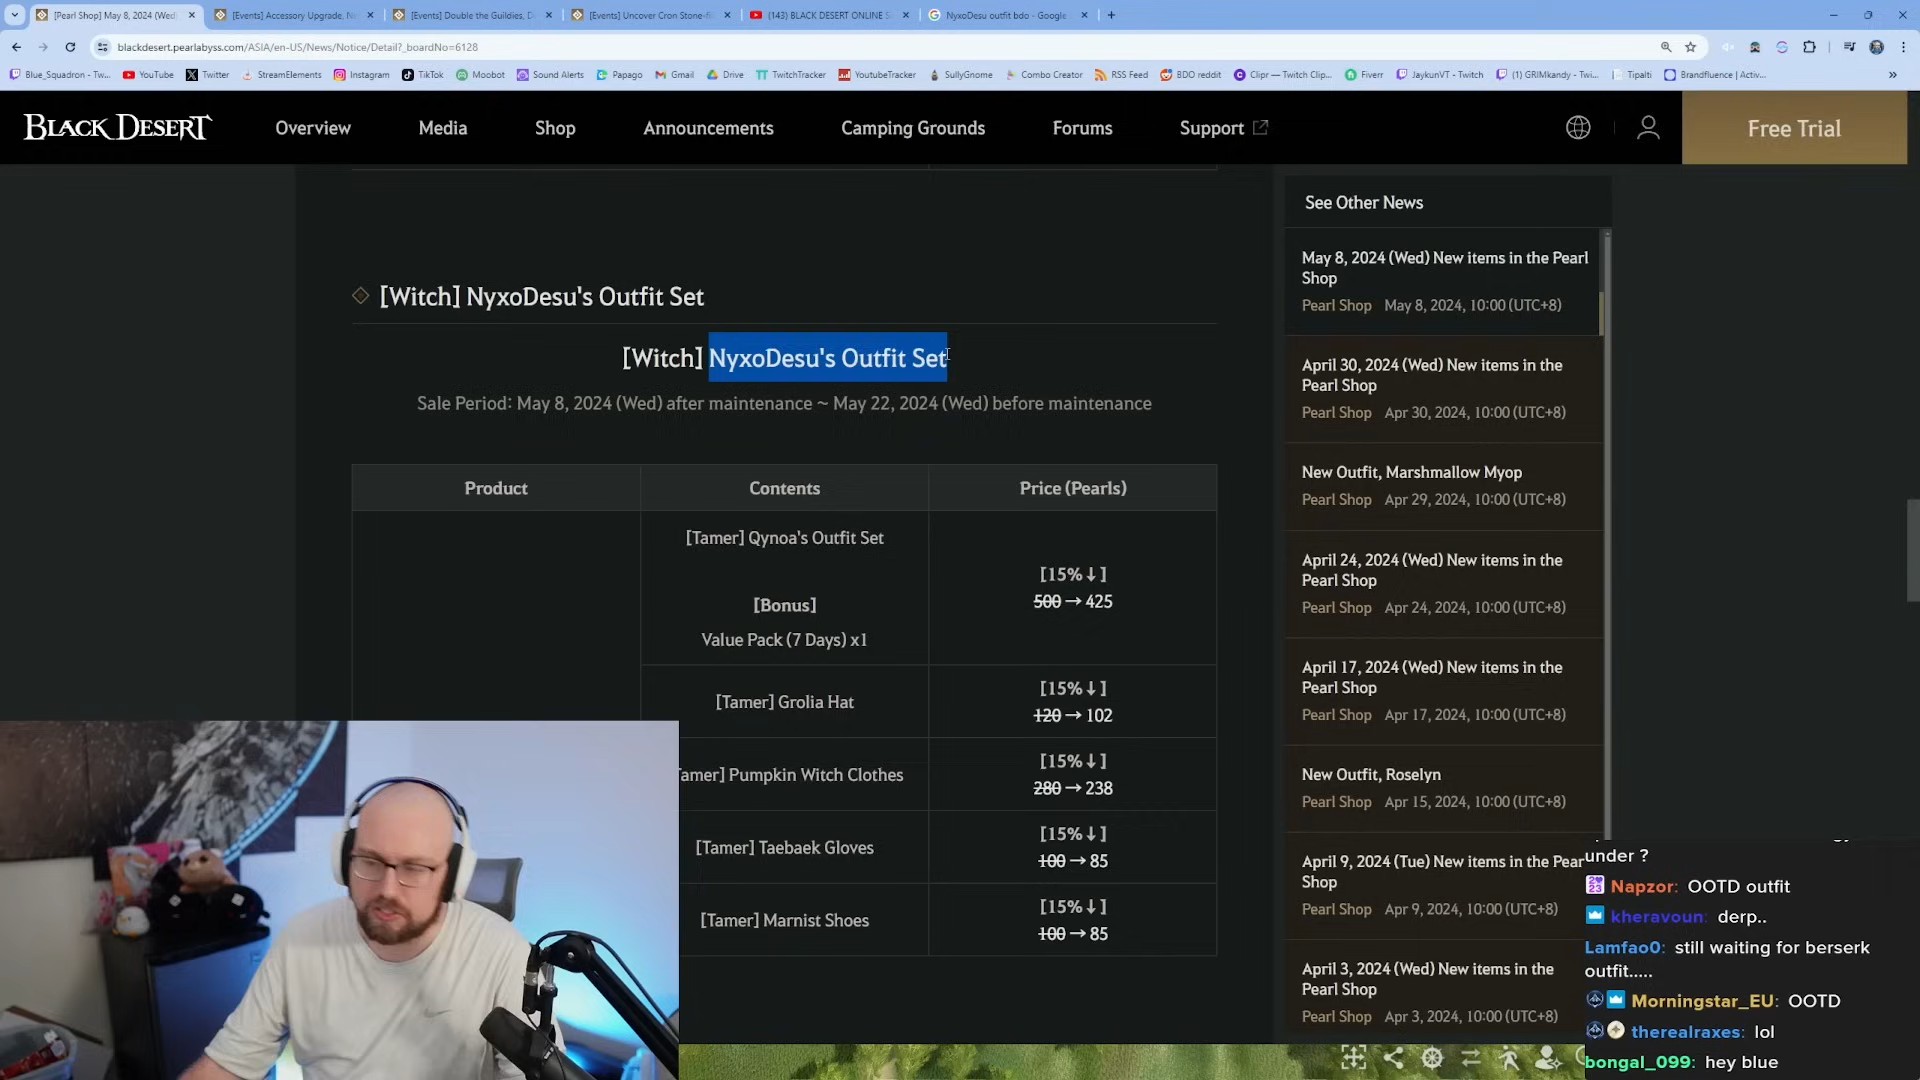 [Pearl Shop] May 8, 2024 (Wed)
[Events] Accessory Upgrade, N
[Events] Double the Guildies, D
[Events] Uncover Cron Stone-f
(143) BLACK DESERT ONLINE S
NyxoDesu outfit bdo - Google
blackdesert.pearlabyss.com/ASIA/en-US/News/Notice/Detail?_boardNo=6128
Blue_Squadron - Tw...
YouTube
Twitter
StreamElements
Instagram
TikTok
Moobot
Sound Alerts
Papago
Gmail
Drive
TwitchTracker
YoutubeTracker
SullyGnome
Combo Creator
RSS Feed
BDO reddit
Clipr — Twitch Clip...
Fiverr
JaykunVT - Twitch
(1) GRIMkandy - Twi...
Tipalti
Brandfluence | Activ...
BLACK DESERT
Overview
Media
Shop
Announcements
Camping Grounds
Forums
Support
Free Trial
[Witch] NyxoDesu's Outfit Set
[Witch] NyxoDesu's Outfit Set
Sale Period: May 8, 2024 (Wed) after maintenance ~ May 22, 2024 (Wed) before maintenance
Product
Contents
Price (Pearls)
[Tamer] Qynoa's Outfit Set
[Bonus]
Value Pack (7 Days) x1
[15%↓]
500 → 425
[Tamer] Grolia Hat
[15%↓]
120 → 102
Tamer] Pumpkin Witch Clothes
[15%↓]
280 → 238
[Tamer] Taebaek Gloves
[15%↓]
100 → 85
[Tamer] Marnist Shoes
[15%↓]
100 → 85
See Other News
May 8, 2024 (Wed) New items in the Pearl
Shop
Pearl Shop May 8, 2024, 10:00 (UTC+8)
April 30, 2024 (Wed) New items in the
Pearl Shop
Pearl Shop Apr 30, 2024, 10:00 (UTC+8)
New Outfit, Marshmallow Myop
Pearl Shop Apr 29, 2024, 10:00 (UTC+8)
April 24, 2024 (Wed) New items in the
Pearl Shop
Pearl Shop Apr 24, 2024, 10:00 (UTC+8)
April 17, 2024 (Wed) New items in the
Pearl Shop
Pearl Shop Apr 17, 2024, 10:00 (UTC+8)
New Outfit, Roselyn
Pearl Shop Apr 15, 2024, 10:00 (UTC+8)
April 9, 2024 (Tue) New items in the Pear
Shop
Pearl Shop Apr 9, 2024, 10:00 (UTC+8)
April 3, 2024 (Wed) New items in the
Pearl Shop
Pearl Shop Apr 3, 2024, 10:00 (UTC+8)
under ?
Napzor: OOTD outfit
kheravoun: derp..
Lamfao0: still waiting for berserk
outfit.....
Morningstar_EU: OOTD
therealraxes: lol
bongal_099: hey blue